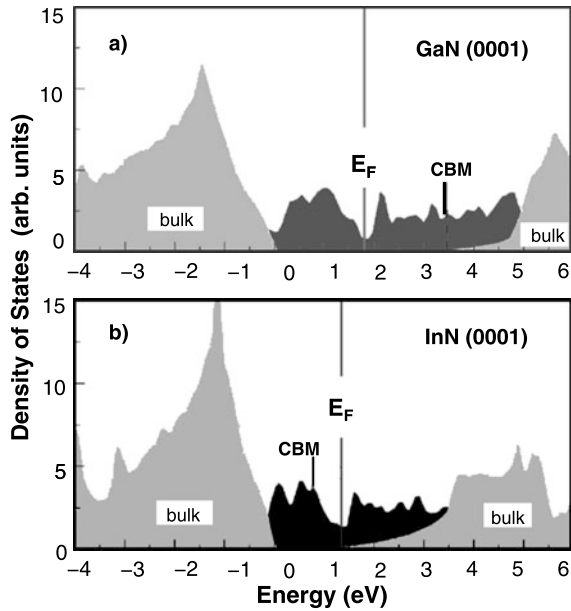 15
10
5
0
a)
GaN (0001)
E_F
CBM
bulk
bulk
−4 −3 −2 −1 0 1 2 3 4 5 6
Density of States (arb. units)
15
10
5
0
b)
InN (0001)
E_F
CBM
bulk
bulk
−4 −3 −2 −1 0 1 2 3 4 5 6
Energy (eV)